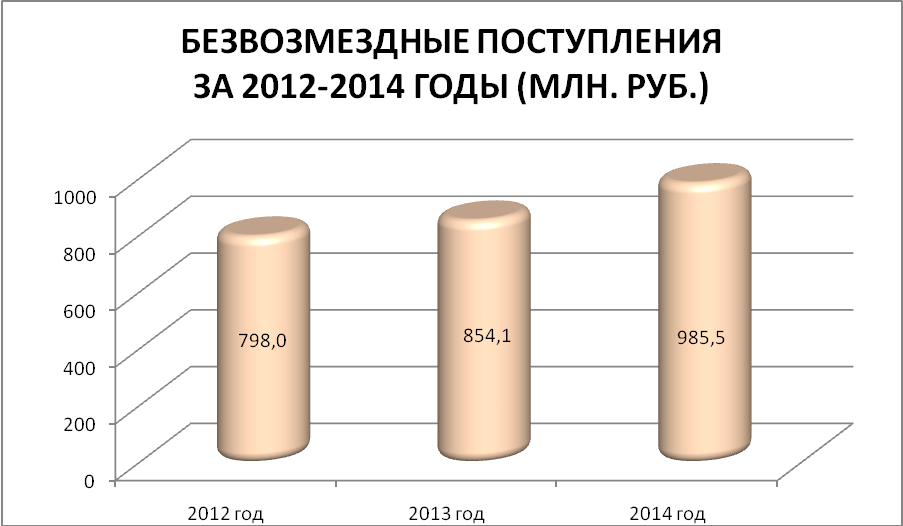 БЕЗВОЗМЕЗДНЫЕ ПОСТУПЛЕНИЯ
ЗА 2012-2014 ГОДЫ (МЛН. РУБ.)
1000
800
600
400
200
0
798,0
854,1
985,5
2012 год
2013 год
2014 год